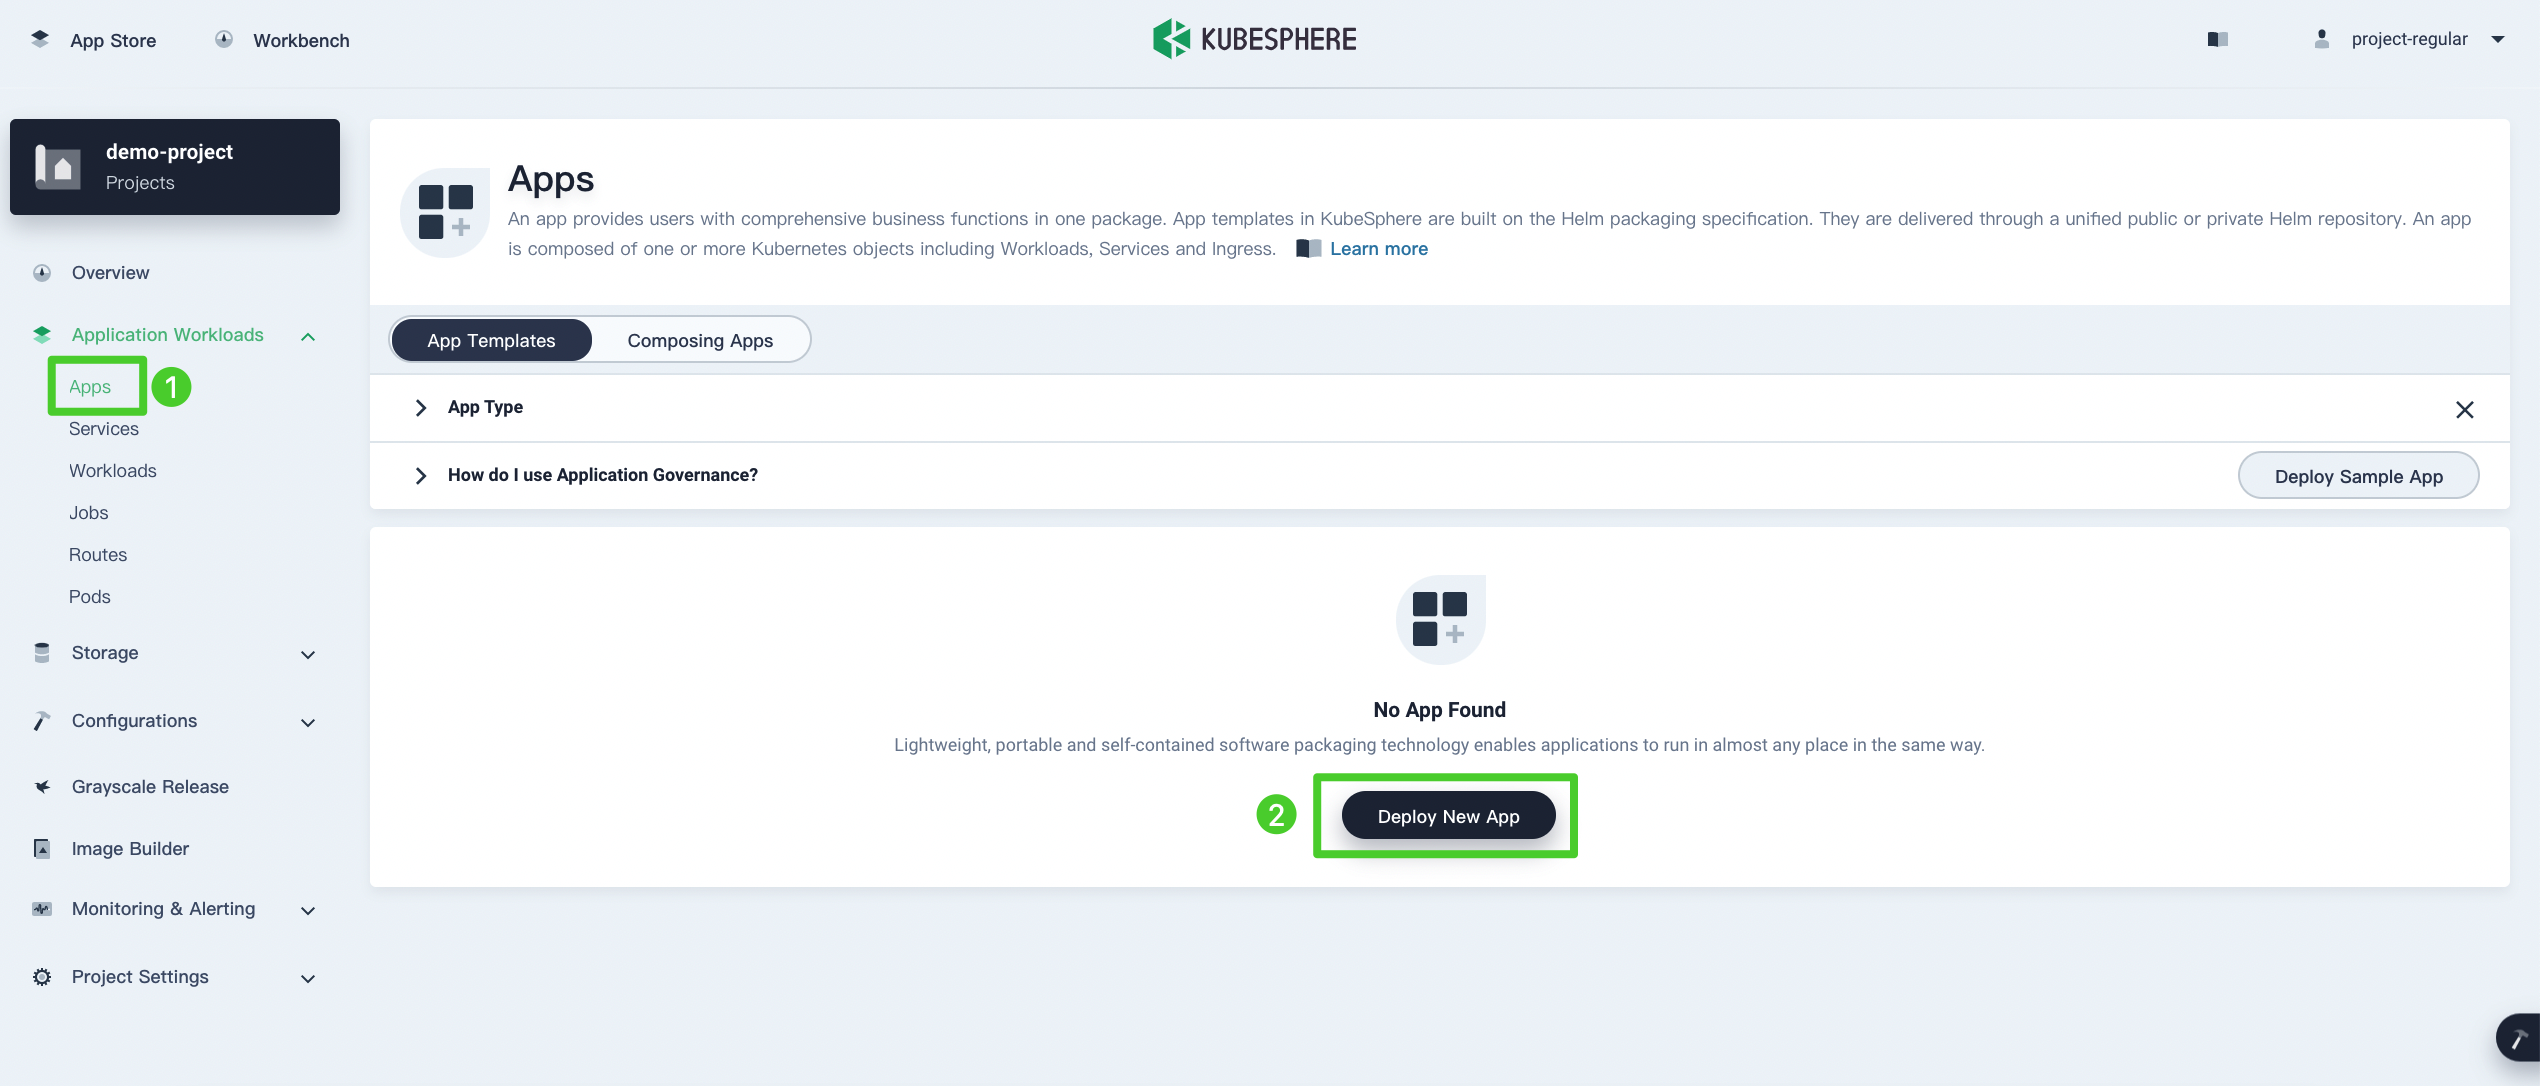 App Store
Workbench
KUBESPHERE
project-regular
demo-project
Projects
Overview
Application Workloads
Apps
1
Services
Workloads
Jobs
Routes
Pods
Storage
Configurations
Grayscale Release
Image Builder
Monitoring & Alerting
Project Settings
Apps
An app provides users with comprehensive business functions in one package. App templates in KubeSphere are built on the Helm packaging specification. They are delivered through a unified public or private Helm repository. An app
is composed of one or more Kubernetes objects including Workloads, Services and Ingress. Learn more
App Templates
Composing Apps
App Type
How do I use Application Governance?
Deploy Sample App
No App Found
Lightweight, portable and self-contained software packaging technology enables applications to run in almost any place in the same way.
2
Deploy New App